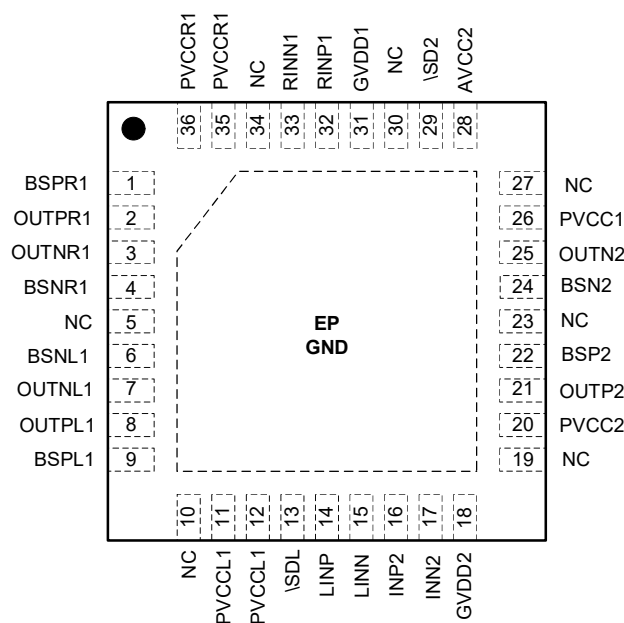 PVCCR1
PVCCR1
NC
RINN1
RINP1
GVDD1
NC
\SD2
AVCC2
36
35
34
33
32
31
30
29
28
BSPR1 1
27 NC
OUTPR1 2
26 PVCC1
OUTNR1 3
25 OUTN2
BSNR1 4
24 BSN2
NC 5
23 NC
BSNL1 6
22 BSP2
OUTNL1 7
21 OUTP2
OUTPL1 8
20 PVCC2
BSPL1 9
19 NC
EP
GND
10
11
12
13
14
15
16
17
18
NC
PVCCL1
PVCCL1
\SDL
LINP
LINN
INP2
INN2
GVDD2